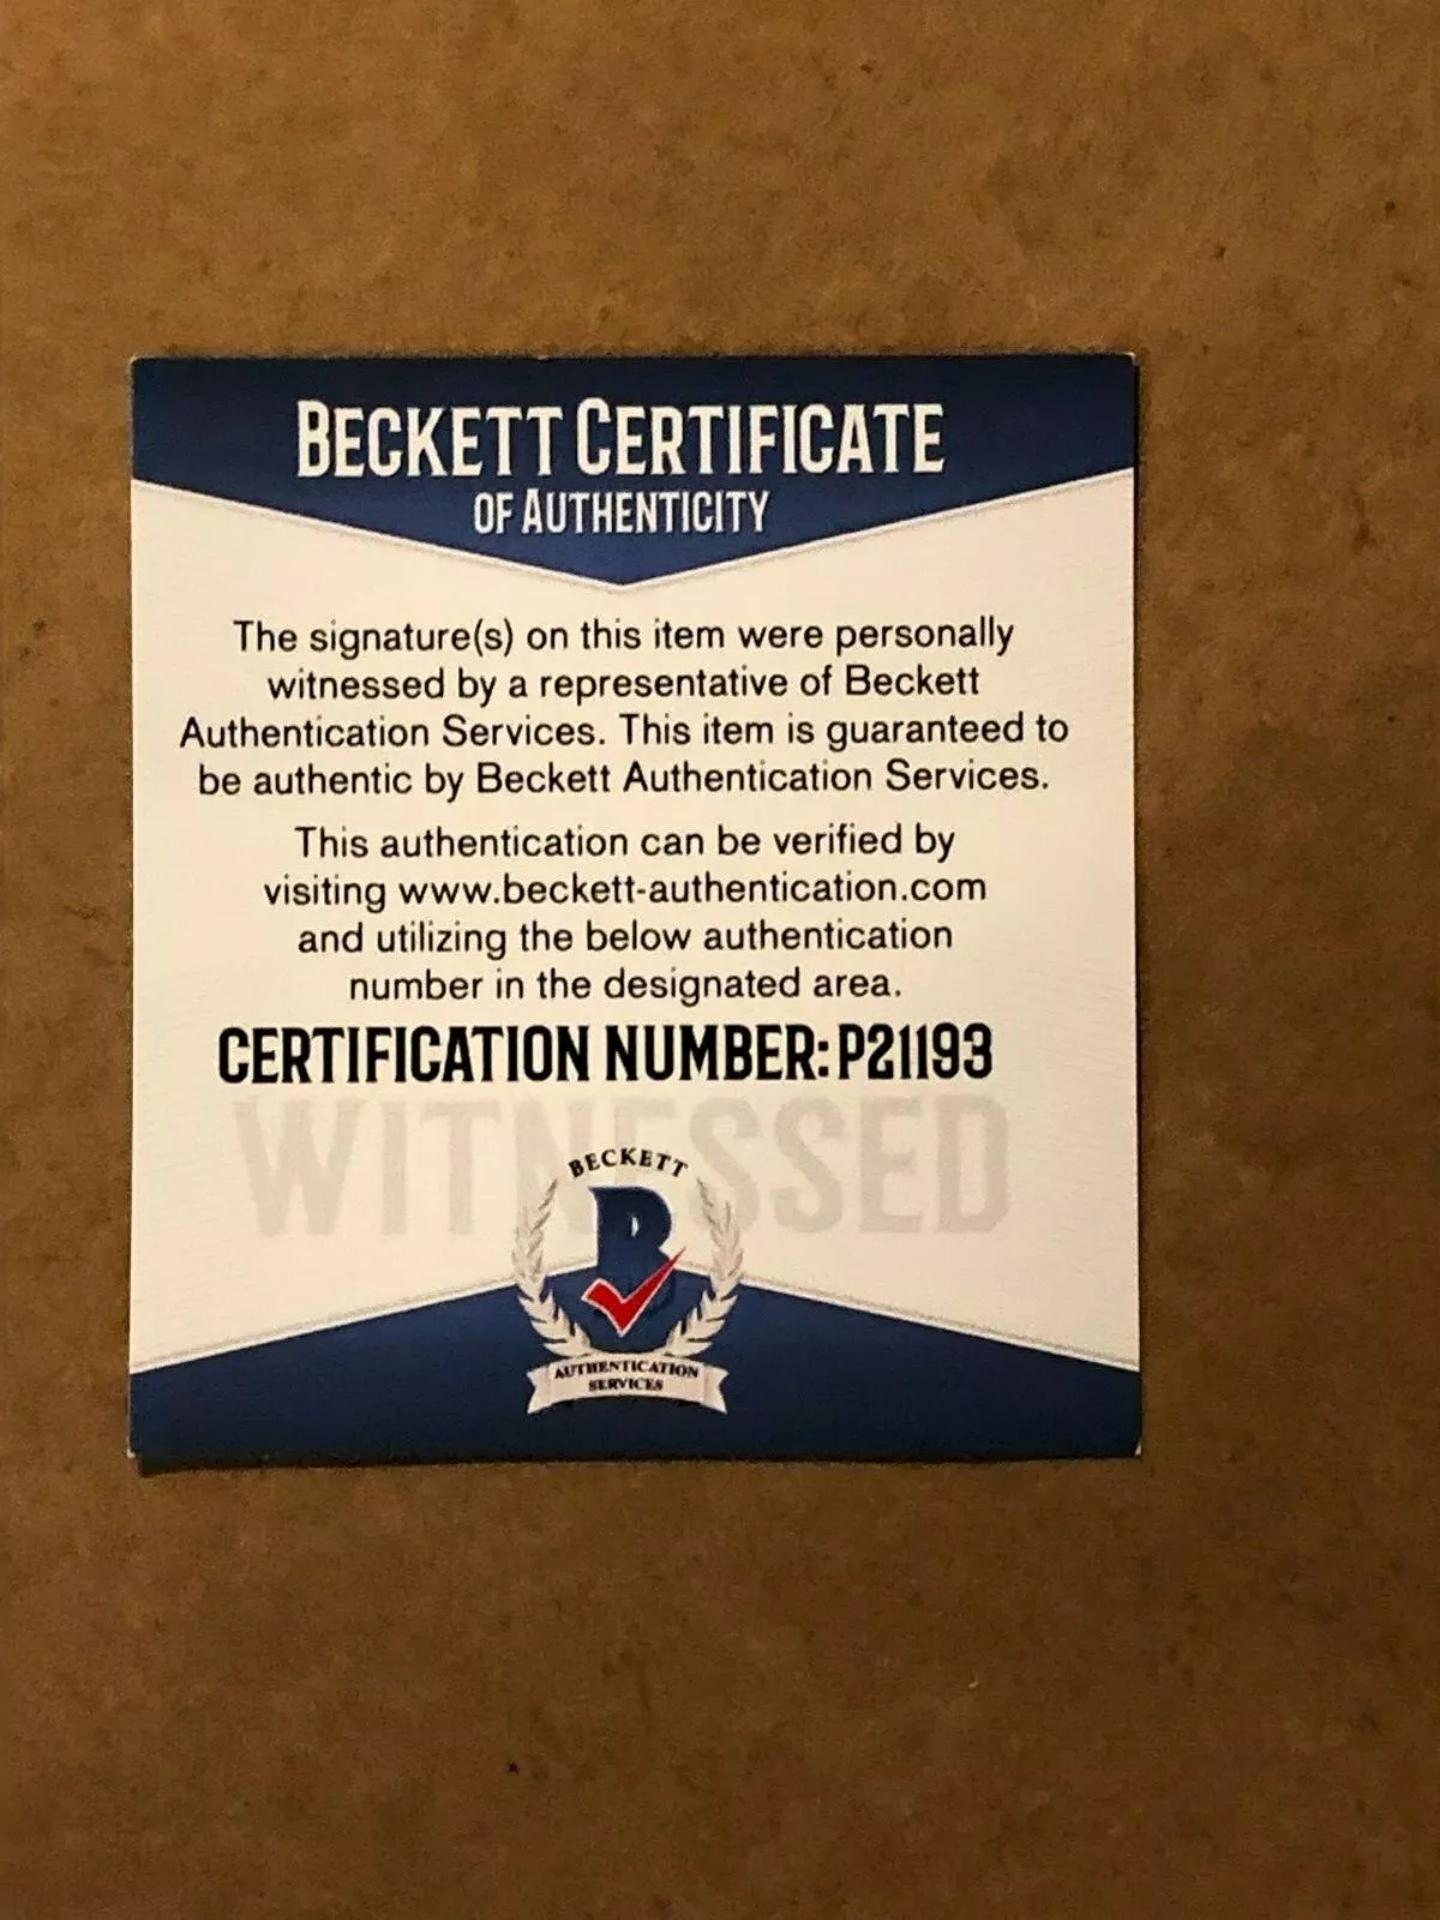 BECKETT CERTIFICATE
OF AUTHENTICITY
The signature(s) on this item were personally
witnessed by a representative of Beckett
Authentication Services. This item is guaranteed to
be authentic by Beckett Authentication Services.
This authentication can be verified by
visiting www.beckett-authentication.com
and utilizing the below authentication
number in the designated area.
CERTIFICATION NUMBER: P21193
WITNESSED
BECKETT
B
AUTHENTICATION
SERVICES